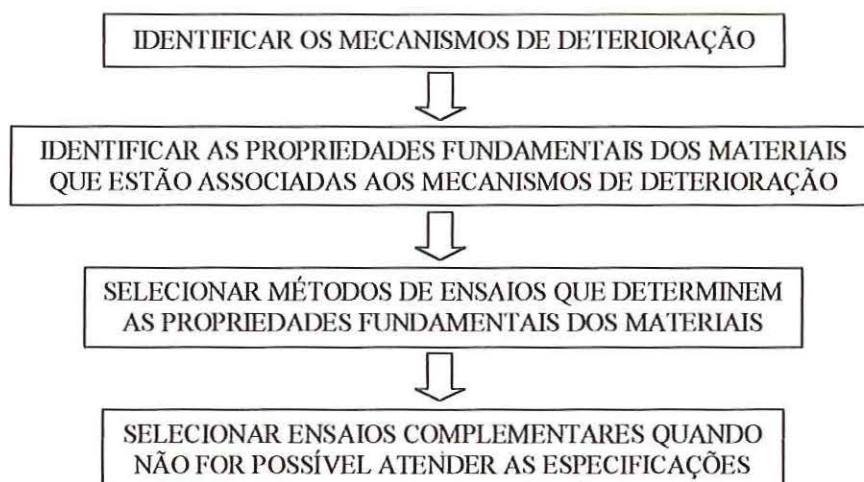 IDENTIFICAR OS MECANISMOS DE DETERIORAÇÃO
IDENTIFICAR AS PROPRIEDADES FUNDAMENTAIS DOS MATERIAIS
QUE ESTÃO ASSOCIADAS AOS MECANISMOS DE DETERIORAÇÃO
SELECIONAR MÉTODOS DE ENSAIOS QUE DETERMINEM
AS PROPRIEDADES FUNDAMENTAIS DOS MATERIAIS
SELECIONAR ENSAIOS COMPLEMENTARES QUANDO
NÃO FOR POSSÍVEL ATENDER AS ESPECIFICAÇÕES